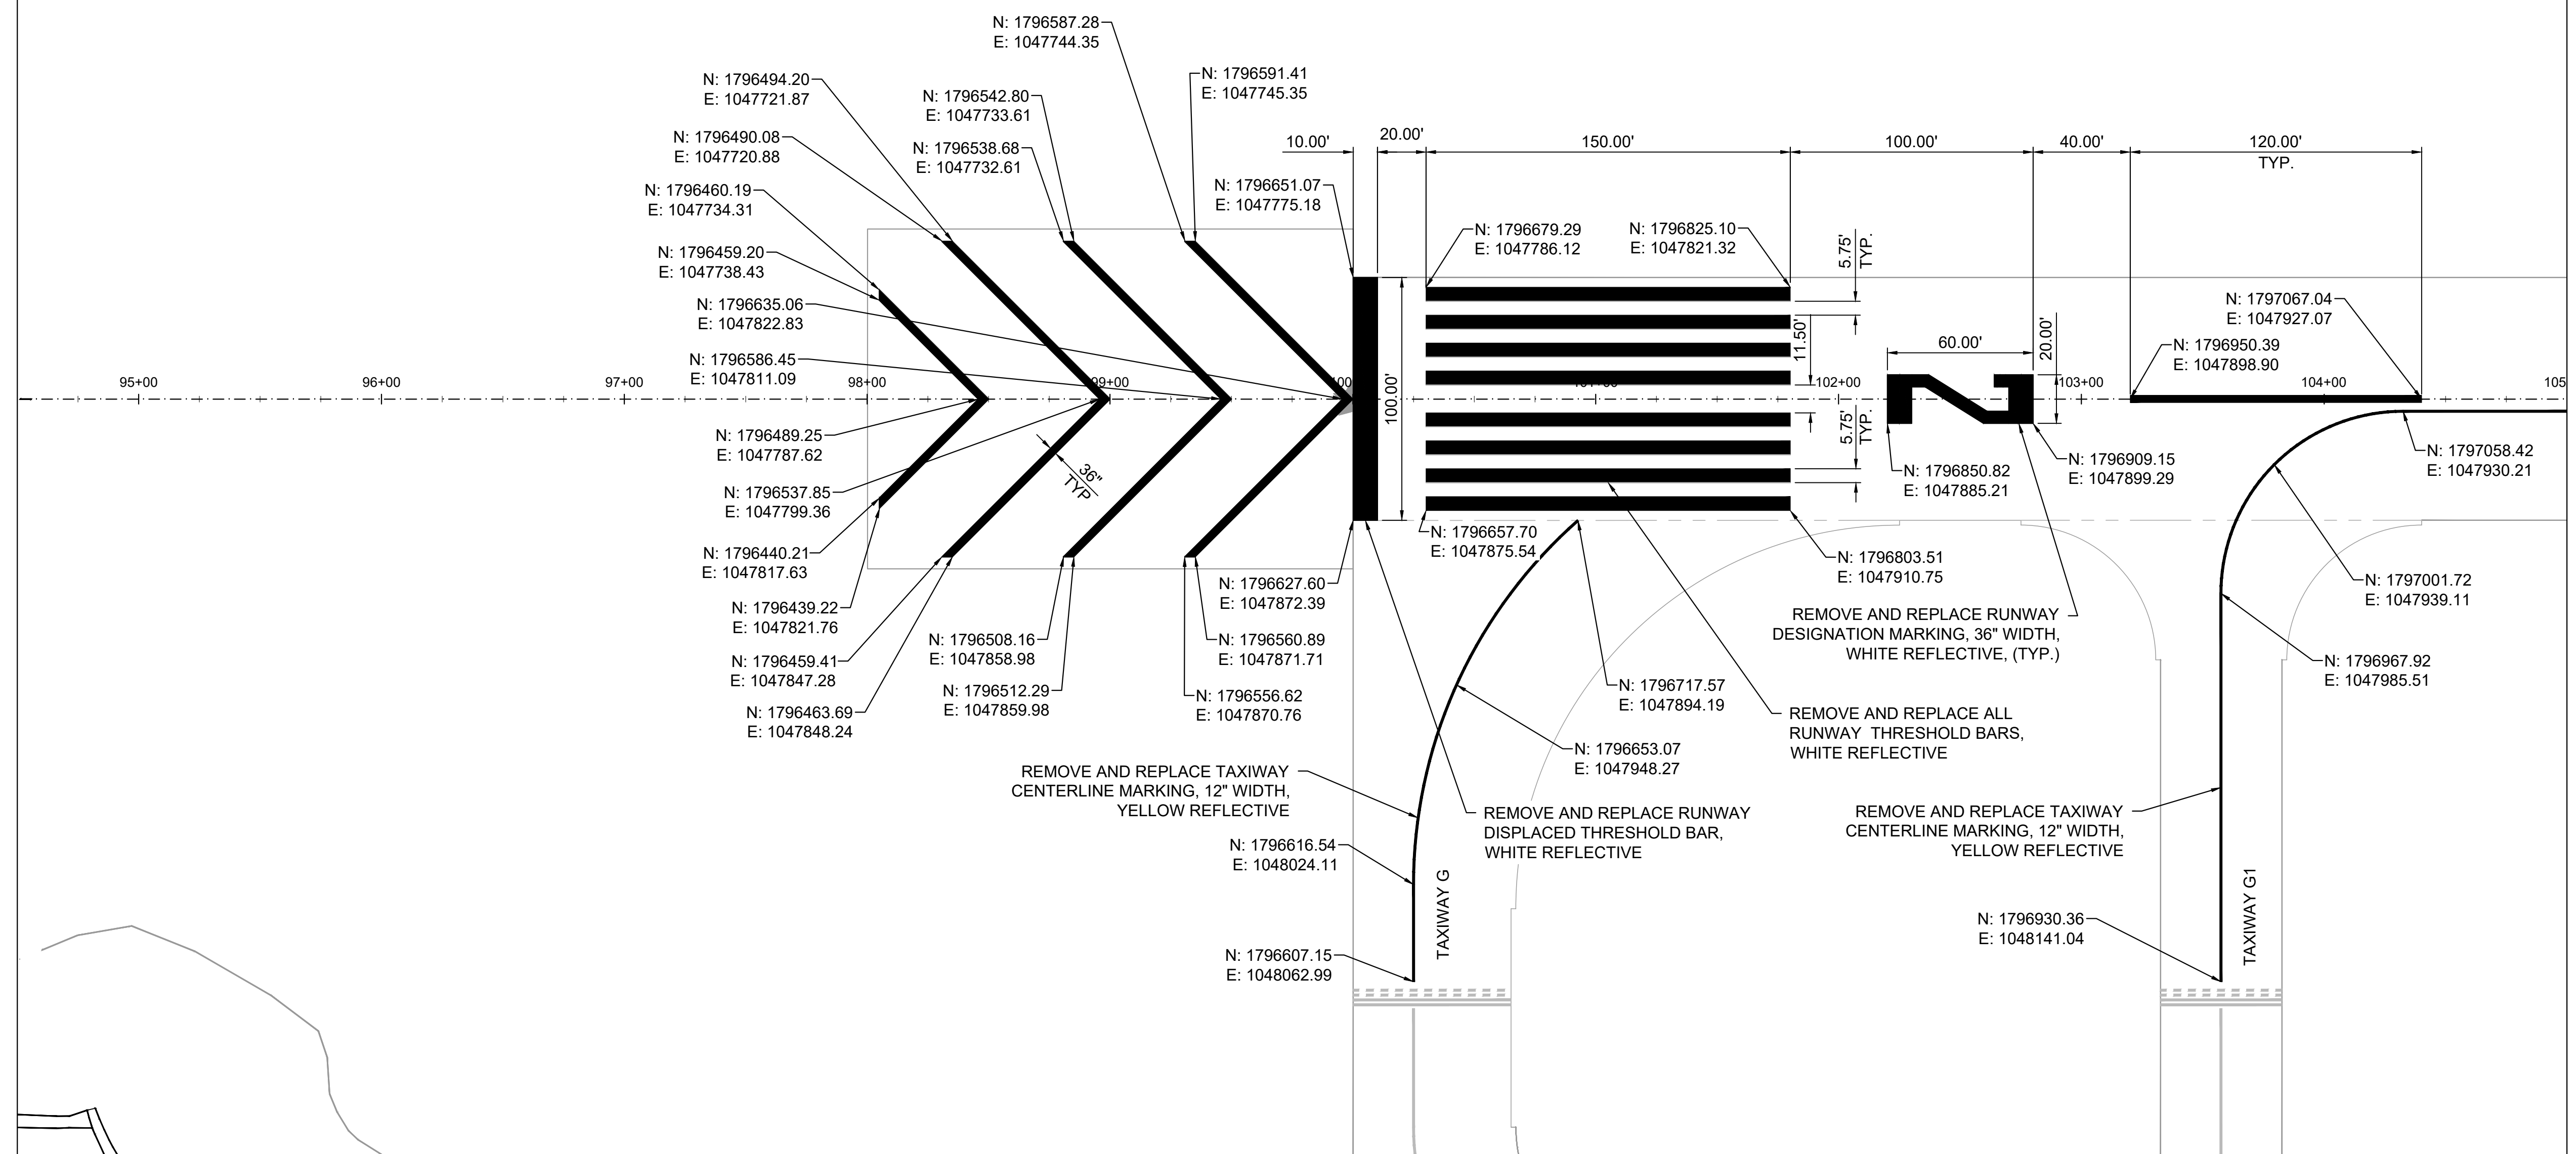 N: 1796587.28
E: 1047744.35
N: 1796494.20
E: 1047721.87
N: 1796542.80
E: 1047733.61
N: 1796591.41
E: 1047745.35
N: 1796490.08
E: 1047720.88
N: 1796538.68
E: 1047732.61
N: 1796460.19
E: 1047734.31
N: 1796651.07
E: 1047775.18
N: 1796459.20
E: 1047738.43
N: 1796635.06
E: 1047822.83
N: 1796586.45
E: 1047811.09
10.00'
20.00'
150.00'
100.00'
40.00'
120.00'
TYP.
N: 1796679.29
E: 1047786.12
N: 1796825.10
E: 1047821.32
5.75'
TYP.
11.50'
5.75'
TYP.
100.00'
60.00'
20.00'
N: 1797067.04
E: 1047927.07
N: 1796950.39
E: 1047898.90
95+00
96+00
97+00
98+00
99+00
100
101+00
102+00
2
103+00
104+00
105
N: 1796489.25
E: 1047787.62
N: 1796537.85
E: 1047799.36
36"
TYP
N: 1796440.21
E: 1047817.63
N: 1796439.22
E: 1047821.76
N: 1796459.41
E: 1047847.28
N: 1796463.69
E: 1047848.24
N: 1796508.16
E: 1047858.98
N: 1796512.29
E: 1047859.98
N: 1796627.60
E: 1047872.39
N: 1796560.89
E: 1047871.71
N: 1796556.62
E: 1047870.76
N: 1796657.70
E: 1047875.54
N: 1796803.51
E: 1047910.75
N: 1796850.82
E: 1047885.21
N: 1796909.15
E: 1047899.29
N: 1797058.42
E: 1047930.21
N: 1797001.72
E: 1047939.11
N: 1796967.92
E: 1047985.51
REMOVE AND REPLACE RUNWAY
DESIGNATION MARKING, 36" WIDTH,
WHITE REFLECTIVE, (TYP.)
N: 1796717.57
E: 1047894.19
REMOVE AND REPLACE ALL
RUNWAY THRESHOLD BARS,
WHITE REFLECTIVE
N: 1796653.07
E: 1047948.27
REMOVE AND REPLACE TAXIWAY
CENTERLINE MARKING, 12" WIDTH,
YELLOW REFLECTIVE
REMOVE AND REPLACE RUNWAY
DISPLACED THRESHOLD BAR,
WHITE REFLECTIVE
REMOVE AND REPLACE TAXIWAY
CENTERLINE MARKING, 12" WIDTH,
YELLOW REFLECTIVE
N: 1796616.54
E: 1048024.11
TAXIWAY G
N: 1796607.15
E: 1048062.99
N: 1796930.36
E: 1048141.04
TAXIWAY G1